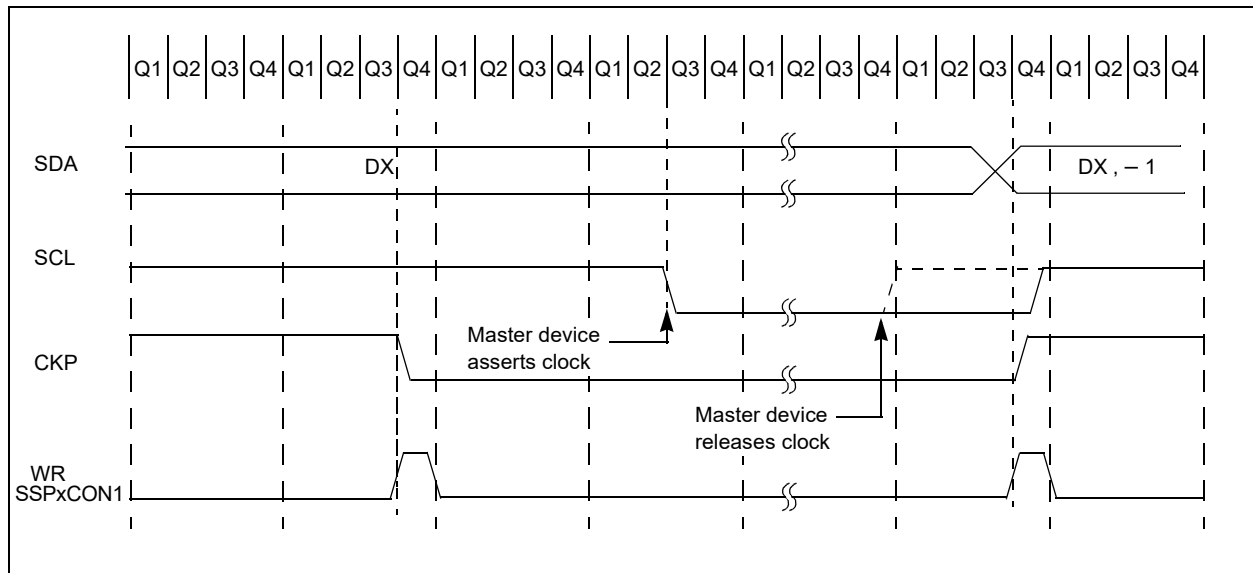 Q1 Q2 Q3 Q4 Q1 Q2 Q3 Q4 Q1 Q2 Q3 Q4 Q1 Q2 Q3 Q4 Q1 Q2 Q3 Q4 Q1 Q2 Q3 Q4 Q1 Q2 Q3 Q4
SDA
DX
DX , – 1
SCL
Master device
asserts clock
CKP
Master device
releases clock
WR
SSPxCON1